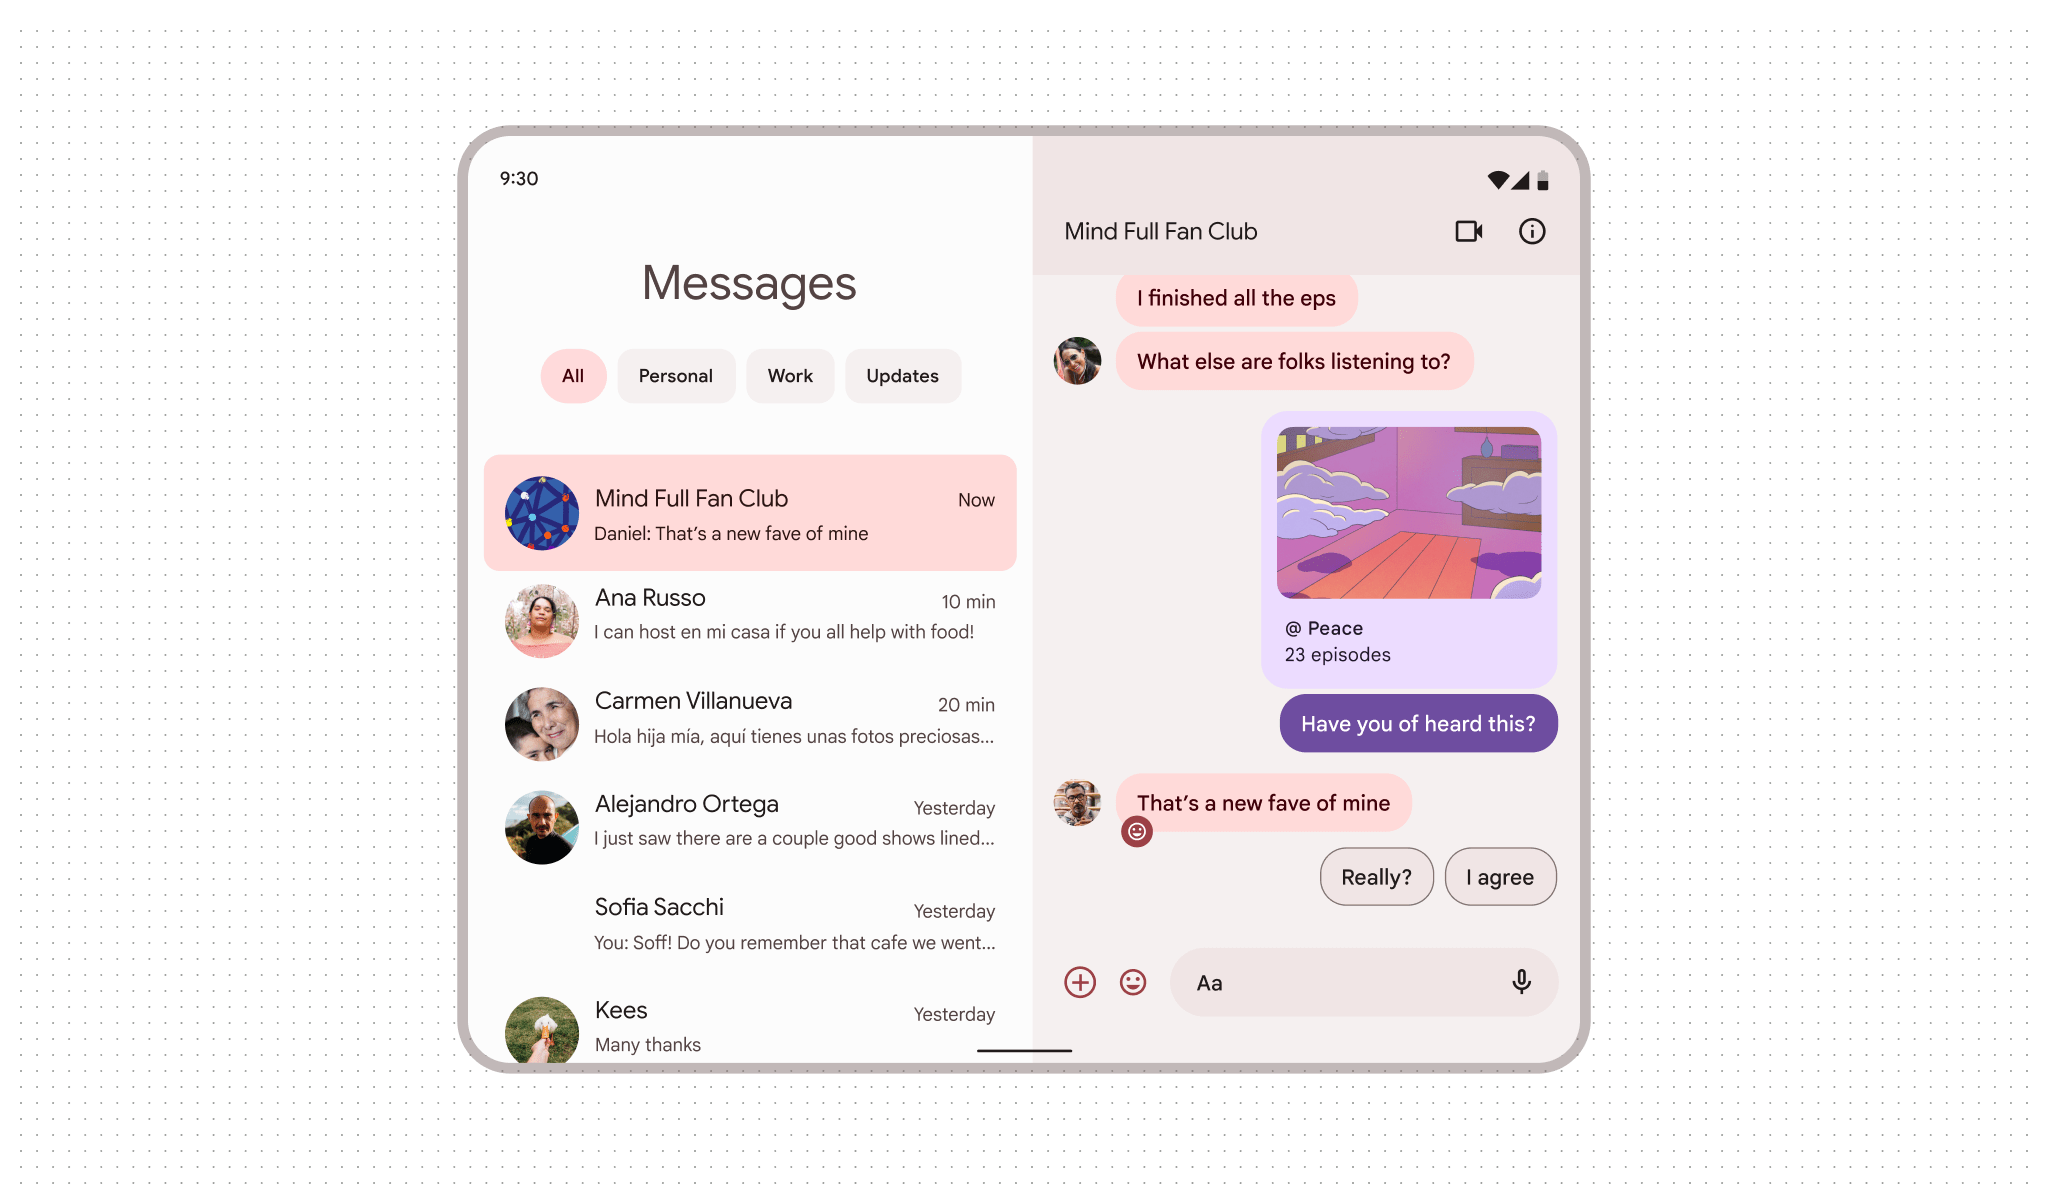 9:30
Messages
All
Personal
Work
Updates
Mind Full Fan Club
Now
Daniel: That's a new fave of mine
Ana Russo
10 min
I can host en mi casa if you all help with food!
Carmen Villanueva
20 min
Hola hija mía, aquí tienes unas fotos preciosas...
Alejandro Ortega
Yesterday
I just saw there are a couple good shows lined...
Sofia Sacchi
Yesterday
You: Soff! Do you remember that cafe we went...
Kees
Yesterday
Many thanks
Mind Full Fan Club
I finished all the eps
What else are folks listening to?
@ Peace
23 episodes
Have you of heard this?
That's a new fave of mine
Really?
I agree
Aa